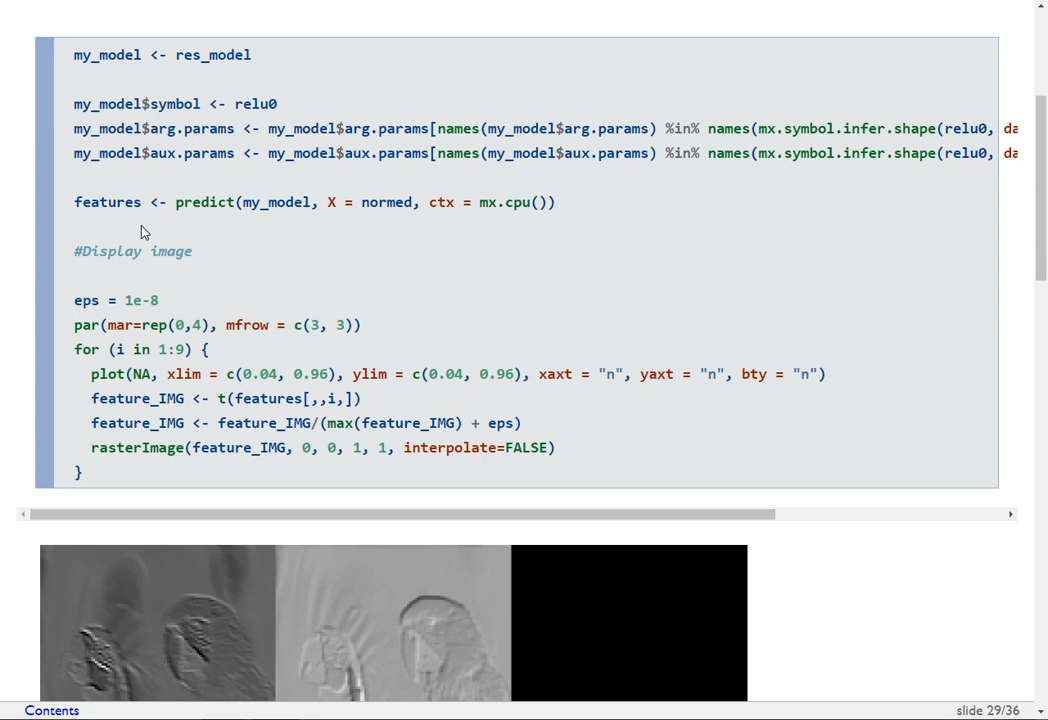 my_model <- res_model
my_model$symbol <- relu0
my_model$arg.params <- my_model$arg.params[names(my_model$arg.params) %in% names(mx.symbol.infer.shape(relu0, da
my_model$aux.params <- my_model$aux.params[names(my_model$aux.params) %in% names(mx.symbol.infer.shape(relu0, da
features <- predict(my_model, X = normed, ctx = mx.cpu())
#Display image
eps = 1e-8
par(mar=rep(0,4), mfrow = c(3, 3))
for (i in 1:9) {
  plot(NA, xlim = c(0.04, 0.96), ylim = c(0.04, 0.96), xaxt = "n", yaxt = "n", bty = "n")
  feature_IMG <- t(features[,,i,])
  feature_IMG <- feature_IMG/(max(feature_IMG) + eps)
  rasterImage(feature_IMG, 0, 0, 1, 1, interpolate=FALSE)
}
Contents
slide 29/36